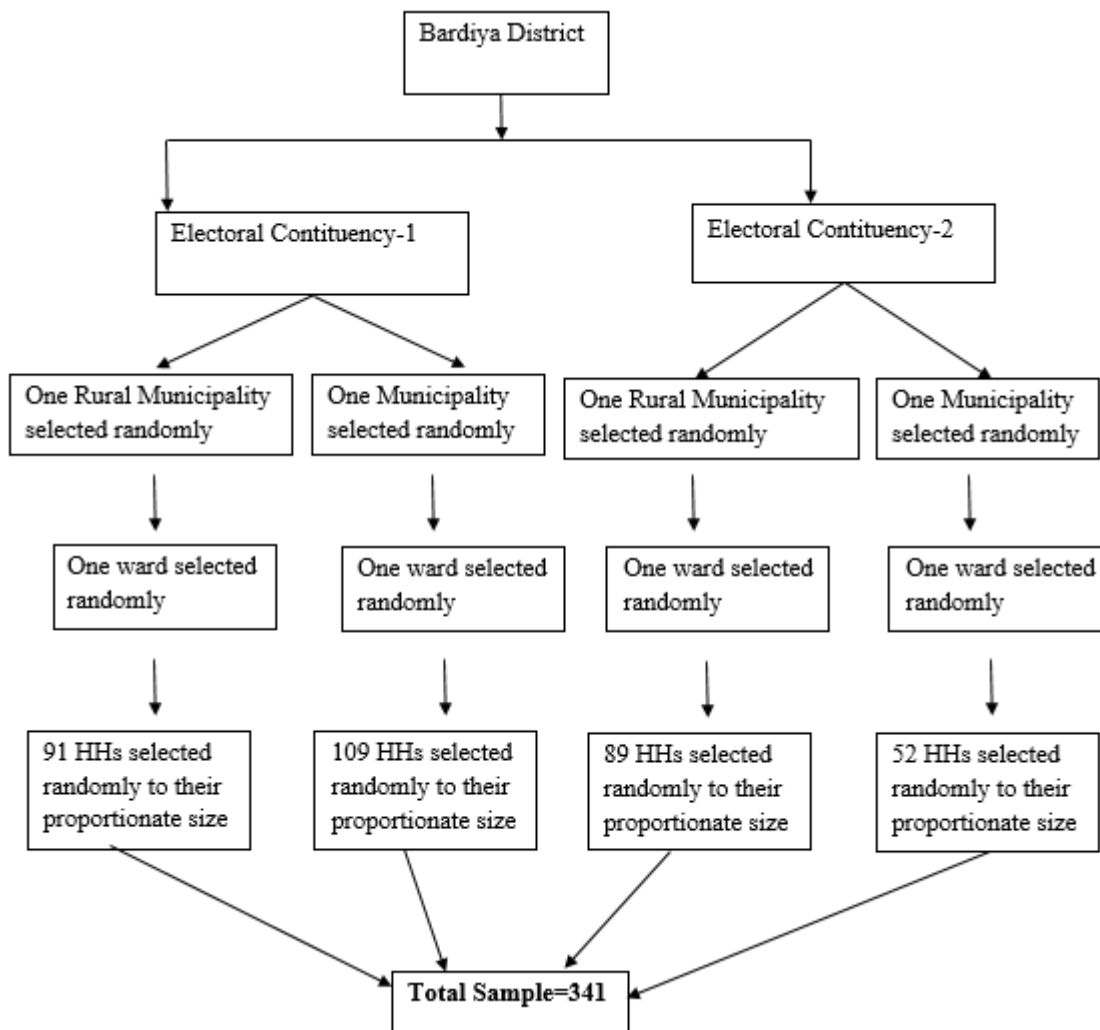 Bardiya District
Electoral Contituency-1
Electoral Contituency-2
One Rural Municipality
selected randomly
One Municipality
selected randomly
One Rural Municipality
selected randomly
One Municipality
selected randomly
One ward selected
randomly
One ward selected
randomly
One ward selected
randomly
One ward selected
randomly
91 HHs selected
randomly to their
proportionate size
109 HHs selected
randomly to their
proportionate size
89 HHs selected
randomly to their
proportionate size
52 HHs selected
randomly to their
proportionate size
Total Sample=341